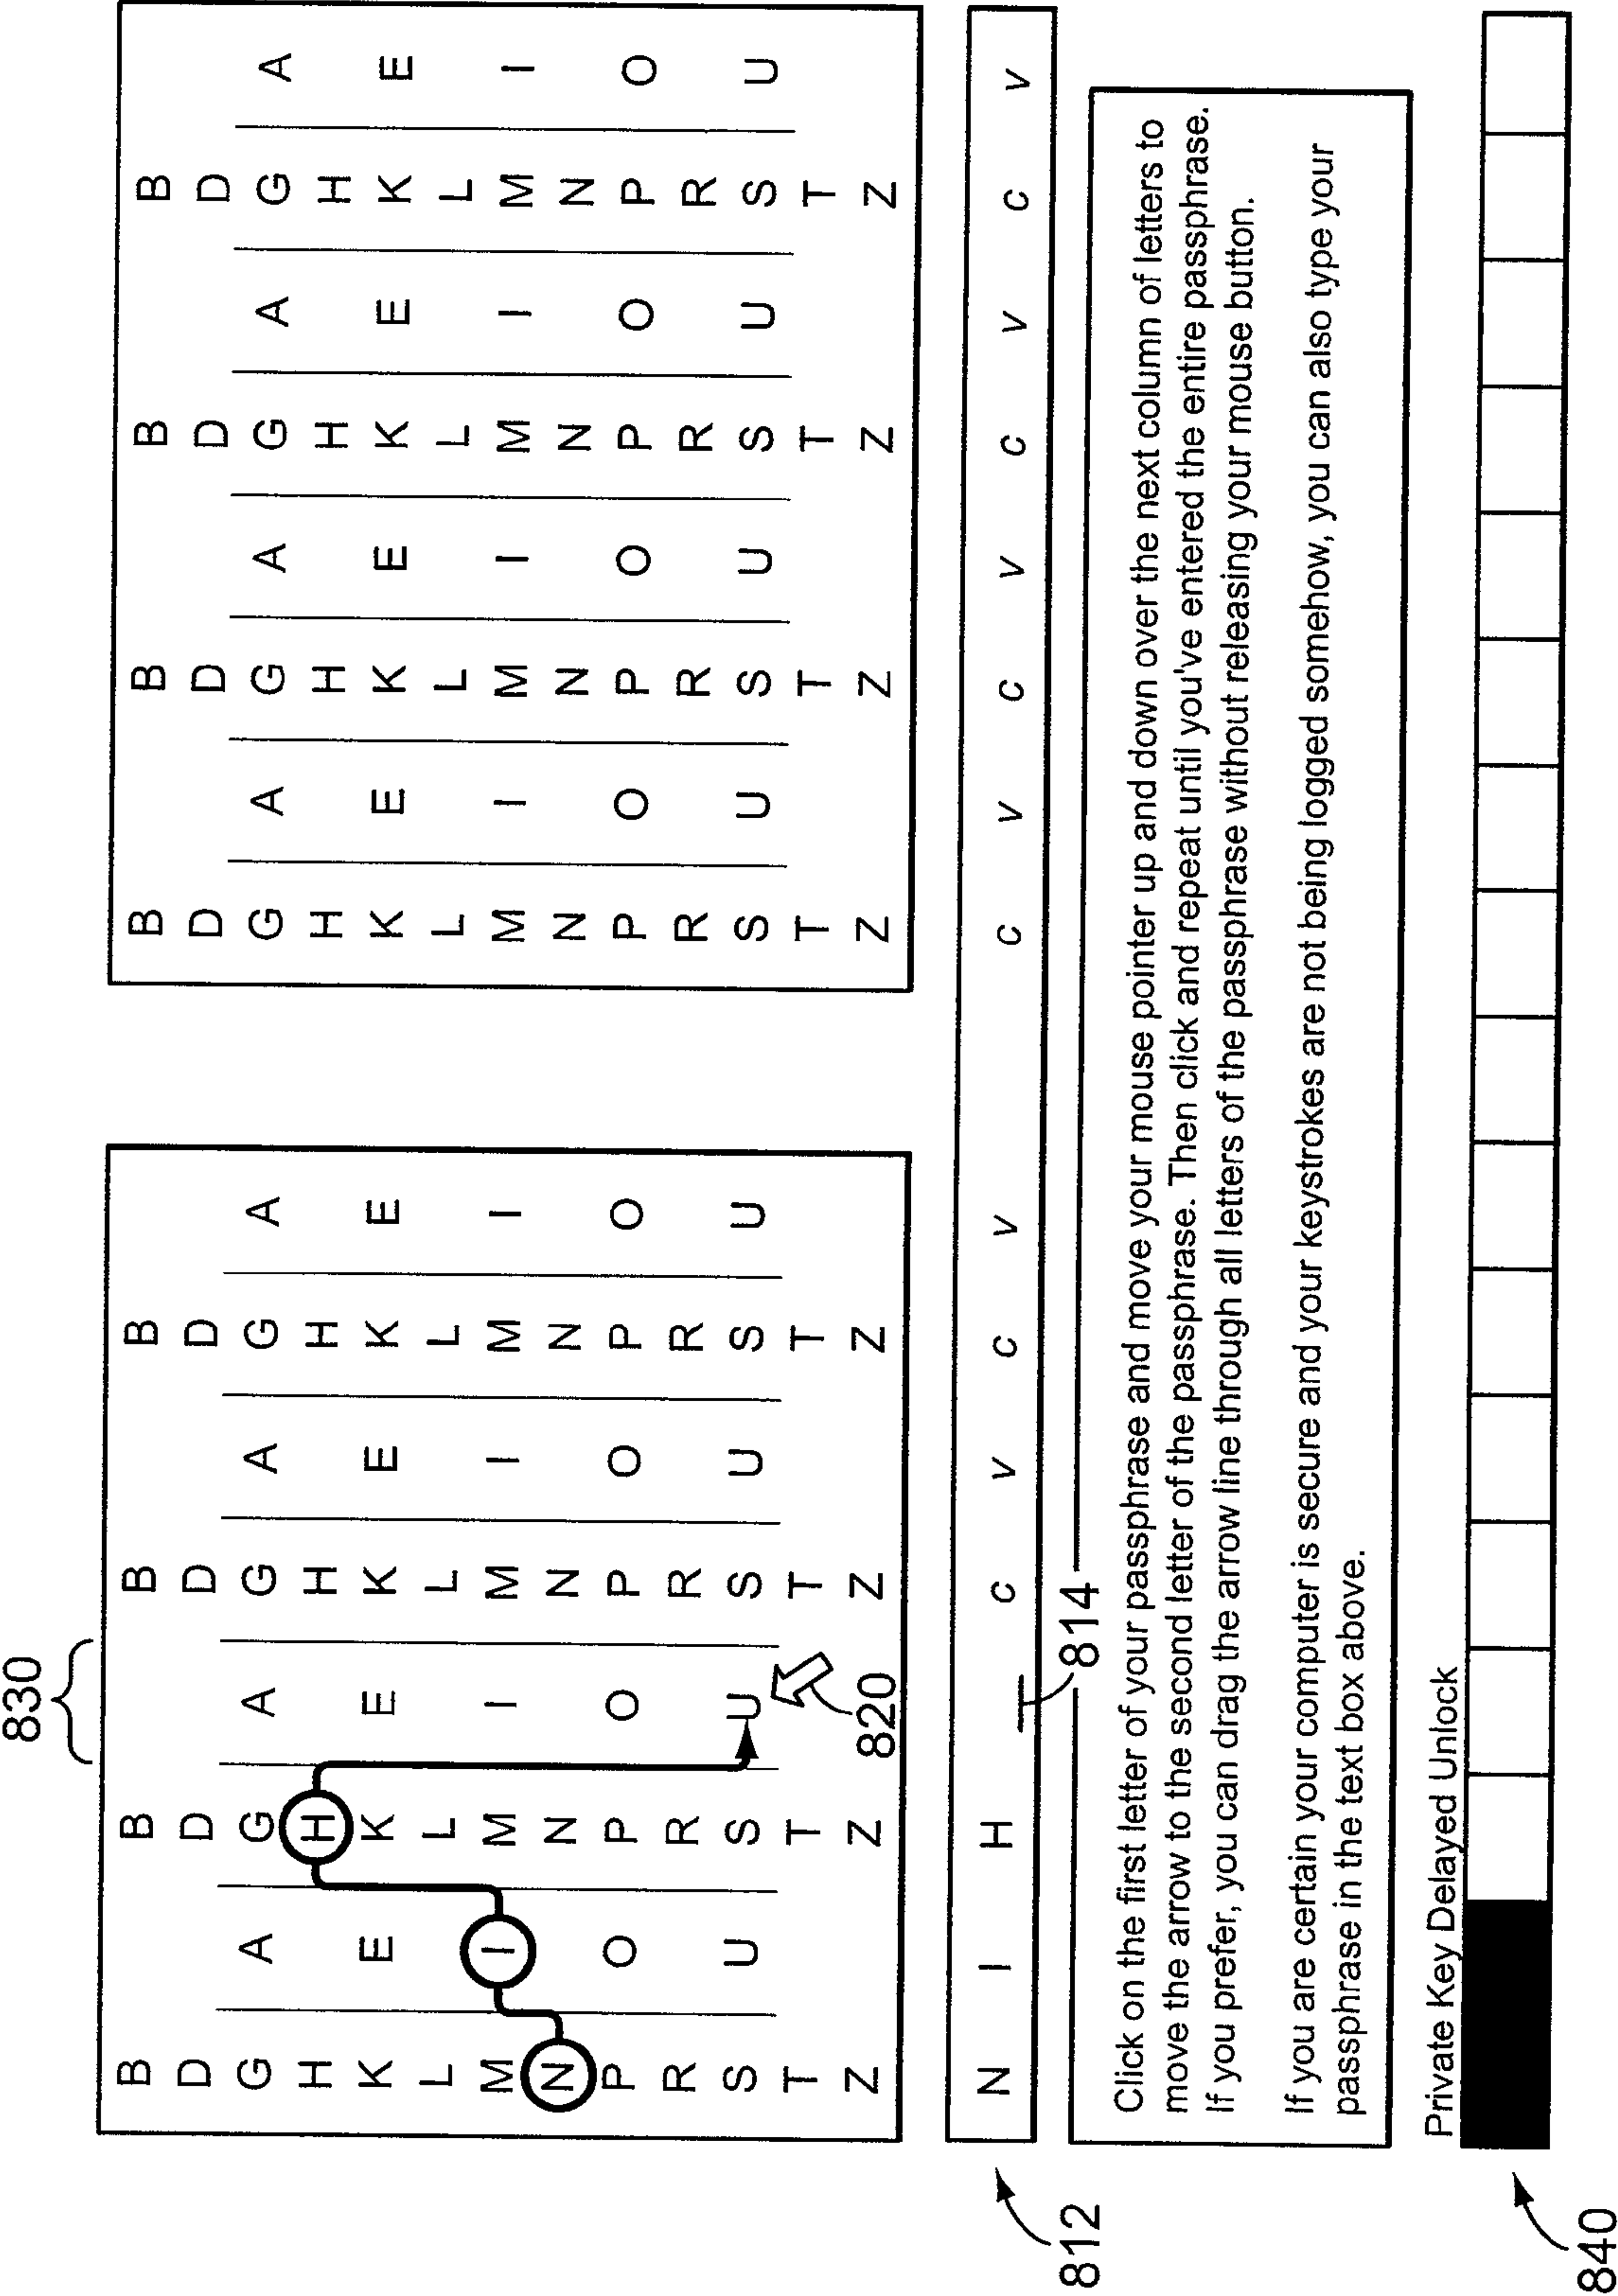 830
B B B B B B B B
D D D D D D D D
G A G A G A G A G A G A G A G A
H H H H H H H H
K E K E K E K E K E K E K E K E
L L L L L L L L
M I M I M I M I M I M I M I M I
N N N N N N N N
P O P O P O P O P O P O P O P O
R R R R R R R R
S U S U S U S U S U S U S U S U
T T T T T T T T
Z Z Z Z Z Z Z Z
820
N I H _ c v c v c v c v c v c v
812
814
Click on the first letter of your passphrase and move your mouse pointer up and down over the next column of letters to
move the arrow to the second letter of the passphrase. Then click and repeat until you've entered the entire passphrase.
If you prefer, you can drag the arrow line through all letters of the passphrase without releasing your mouse button.
If you are certain your computer is secure and your keystrokes are not being logged somehow, you can also type your
passphrase in the text box above.
Private Key Delayed Unlock
840